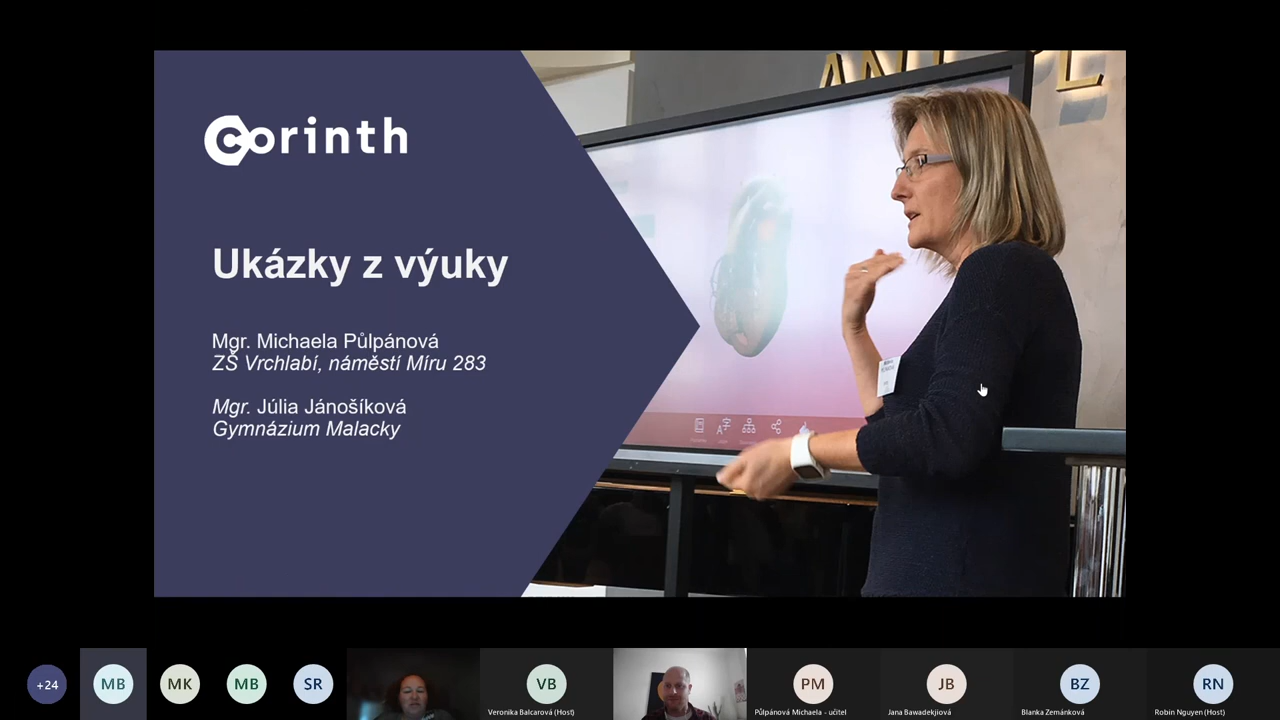 corinth
Ukázky z výuky
Mgr. Michaela Půlpánová
ZŠ Vrchlabí, náměstí Míru 283
Mgr. Júlia Jánošíková
Gymnázium Malacky
+24
MB
MK
MB
SR
VB
Veronika Balcarová (Host)
PM
Půlpánová Michaela - učitel
JB
Jana Bawadekjiová
BZ
Blanka Zemánková
RN
Robin Nguyen (Host)